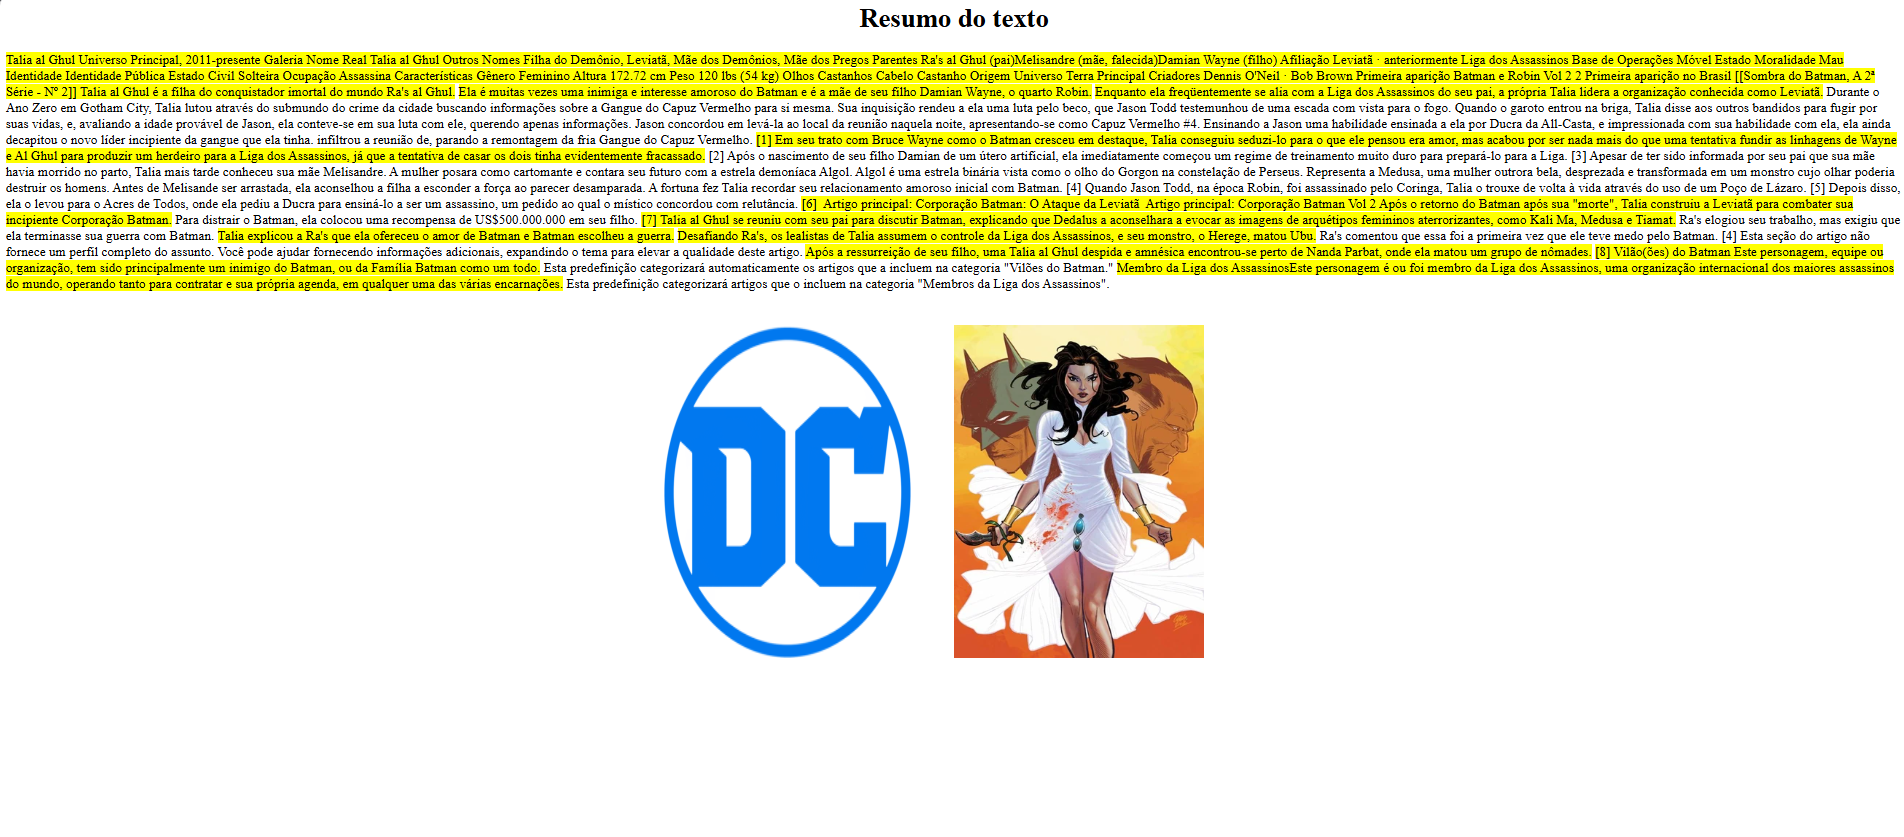 Resumo do texto
Talia al Ghul Universo Principal, 2011-presente Galeria Nome Real Talia al Ghul Outros Nomes Filha do Demônio, Leviatã, Mãe dos Demônios, Mãe dos Pregos Parentes Ra's al Ghul (pai)Melisandre (mãe, falecida)Damian Wayne (filho) Afiliação Leviatã · anteriormente Liga dos Assassinos Base de Operações Móvel Estado Moralidade Mau
Identidade Identidade Pública Estado Civil Solteira Ocupação Assassina Características Gênero Feminino Altura 172.72 cm Peso 120 lbs (54 kg) Olhos Castanhos Cabelo Castanho Origem Universo Terra Principal Criadores Dennis O'Neil · Bob Brown Primeira aparição Batman e Robin Vol 2 2 Primeira aparição no Brasil [[Sombra do Batman, A 2ª
Série - Nº 2]] Talia al Ghul é a filha do conquistador imortal do mundo Ra's al Ghul. Ela é muitas vezes uma inimiga e interesse amoroso do Batman e é a mãe de seu filho Damian Wayne, o quarto Robin. Enquanto ela freqüentemente se alia com a Liga dos Assassinos do seu pai, a própria Talia lidera a organização conhecida como Leviatã. Durante o
Ano Zero em Gotham City, Talia lutou através do submundo do crime da cidade buscando informações sobre a Gangue do Capuz Vermelho para si mesma. Sua inquisição rendeu a ela uma luta pelo beco, que Jason Todd testemunhou de uma escada com vista para o fogo. Quando o garoto entrou na briga, Talia disse aos outros bandidos para fugir por
suas vidas, e, avaliando a idade provável de Jason, ela conteve-se em sua luta com ele, querendo apenas informações. Jason concordou em levá-la ao local da reunião naquela noite, apresentando-se como Capuz Vermelho #4. Ensinando a Jason uma habilidade ensinada a ela por Ducra da All-Casta, e impressionada com sua habilidade com ela, ela ainda
decapitou o novo líder incipiente da gangue que ela tinha. infiltrou a reunião de, parando a remontagem da fria Gangue do Capuz Vermelho. [1] Em seu trato com Bruce Wayne como o Batman cresceu em destaque, Talia conseguiu seduzi-lo para o que ele pensou era amor, mas acabou por ser nada mais do que uma tentativa fundir as linhagens de Wayne
e Al Ghul para produzir um herdeiro para a Liga dos Assassinos, já que a tentativa de casar os dois tinha evidentemente fracassado. [2] Após o nascimento de seu filho Damian de um útero artificial, ela imediatamente começou um regime de treinamento muito duro para prepará-lo para a Liga. [3] Apesar de ter sido informada por seu pai que sua mãe
havia morrido no parto, Talia mais tarde conheceu sua mãe Melisandre. A mulher posara como cartomante e contara seu futuro com a estrela demoníaca Algol. Algol é uma estrela binária vista como o olho do Gorgon na constelação de Perseus. Representa a Medusa, uma mulher outrora bela, desprezada e transformada em um monstro cujo olhar poderia
destruir os homens. Antes de Melisande ser arrastada, ela aconselhou a filha a esconder a força ao parecer desamparada. A fortuna fez Talia recordar seu relacionamento amoroso inicial com Batman. [4] Quando Jason Todd, na época Robin, foi assassinado pelo Coringa, Talia o trouxe de volta à vida através do uso de um Poço de Lázaro. [5] Depois disso,
ela o levou para o Acres de Todos, onde ela pediu a Ducra para ensiná-lo a ser um assassino, um pedido ao qual o místico concordou com relutância. [6]  Artigo principal: Corporação Batman: O Ataque da Leviatã  Artigo principal: Corporação Batman Vol 2 Após o retorno do Batman após sua "morte", Talia construiu a Leviatã para combater sua
incipiente Corporação Batman. Para distrair o Batman, ela colocou uma recompensa de US$500.000.000 em seu filho. [7] Talia al Ghul se reuniu com seu pai para discutir Batman, explicando que Dedalus a aconselhara a evocar as imagens de arquétipos femininos aterrorizantes, como Kali Ma, Medusa e Tiamat. Ra's elogiou seu trabalho, mas exigiu que
ela terminasse sua guerra com Batman. Talia explicou a Ra's que ela ofereceu o amor de Batman e Batman escolheu a guerra. Desafiando Ra's, os lealistas de Talia assumem o controle da Liga dos Assassinos, e seu monstro, o Herege, matou Ubu. Ra's comentou que essa foi a primeira vez que ele teve medo pelo Batman. [4] Esta seção do artigo não
fornece um perfil completo do assunto. Você pode ajudar fornecendo informações adicionais, expandindo o tema para elevar a qualidade deste artigo. Após a ressurreição de seu filho, uma Talia al Ghul despida e amnésica encontrou-se perto de Nanda Parbat, onde ela matou um grupo de nômades. [8] Vilão(ões) do Batman Este personagem, equipe ou
organização, tem sido principalmente um inimigo do Batman, ou da Família Batman como um todo. Esta predefinição categorizará automaticamente os artigos que a incluem na categoria "Vilões do Batman." Membro da Liga dos AssassinosEste personagem é ou foi membro da Liga dos Assassinos, uma organização internacional dos maiores assassinos
do mundo, operando tanto para contratar e sua própria agenda, em qualquer uma das várias encarnações. Esta predefinição categorizará artigos que o incluem na categoria "Membros da Liga dos Assassinos".
DC